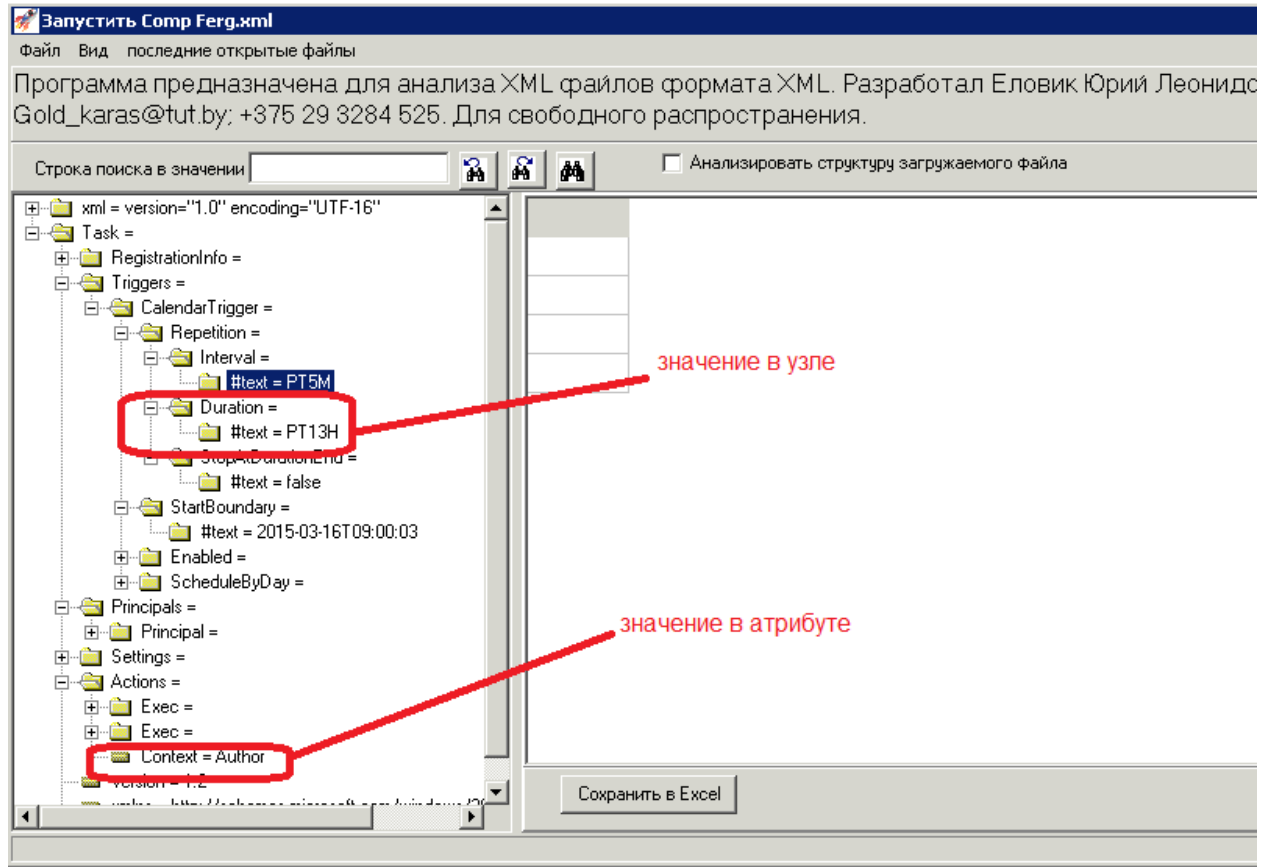 Запустить Comp Ferg.xml
Файл Вид последние открытые файлы
Программа предназначена для анализа XML файлов формата XML. Разработал Еловик Юрий Леонидо
Gold_karas@tut.by; +375 29 3284 525. Для свободного распространения.
Строка поиска в значении
Анализировать структуру загружаемого файла
xml = version="1.0" encoding="UTF-16"
Task =
RegistrationInfo =
Triggers =
CalendarTrigger =
Repetition =
Interval =
#text = PT5M
значение в узле
Duration =
#text = PT13H
StopAtDurationEnd =
#text = false
StartBoundary =
#text = 2015-03-16T09:00:03
Enabled =
ScheduleByDay =
Principals =
значение в атрибуте
Principal =
Settings =
Actions =
Exec =
Exec =
Context = Author
version = 1.2
Сохранить в Excel